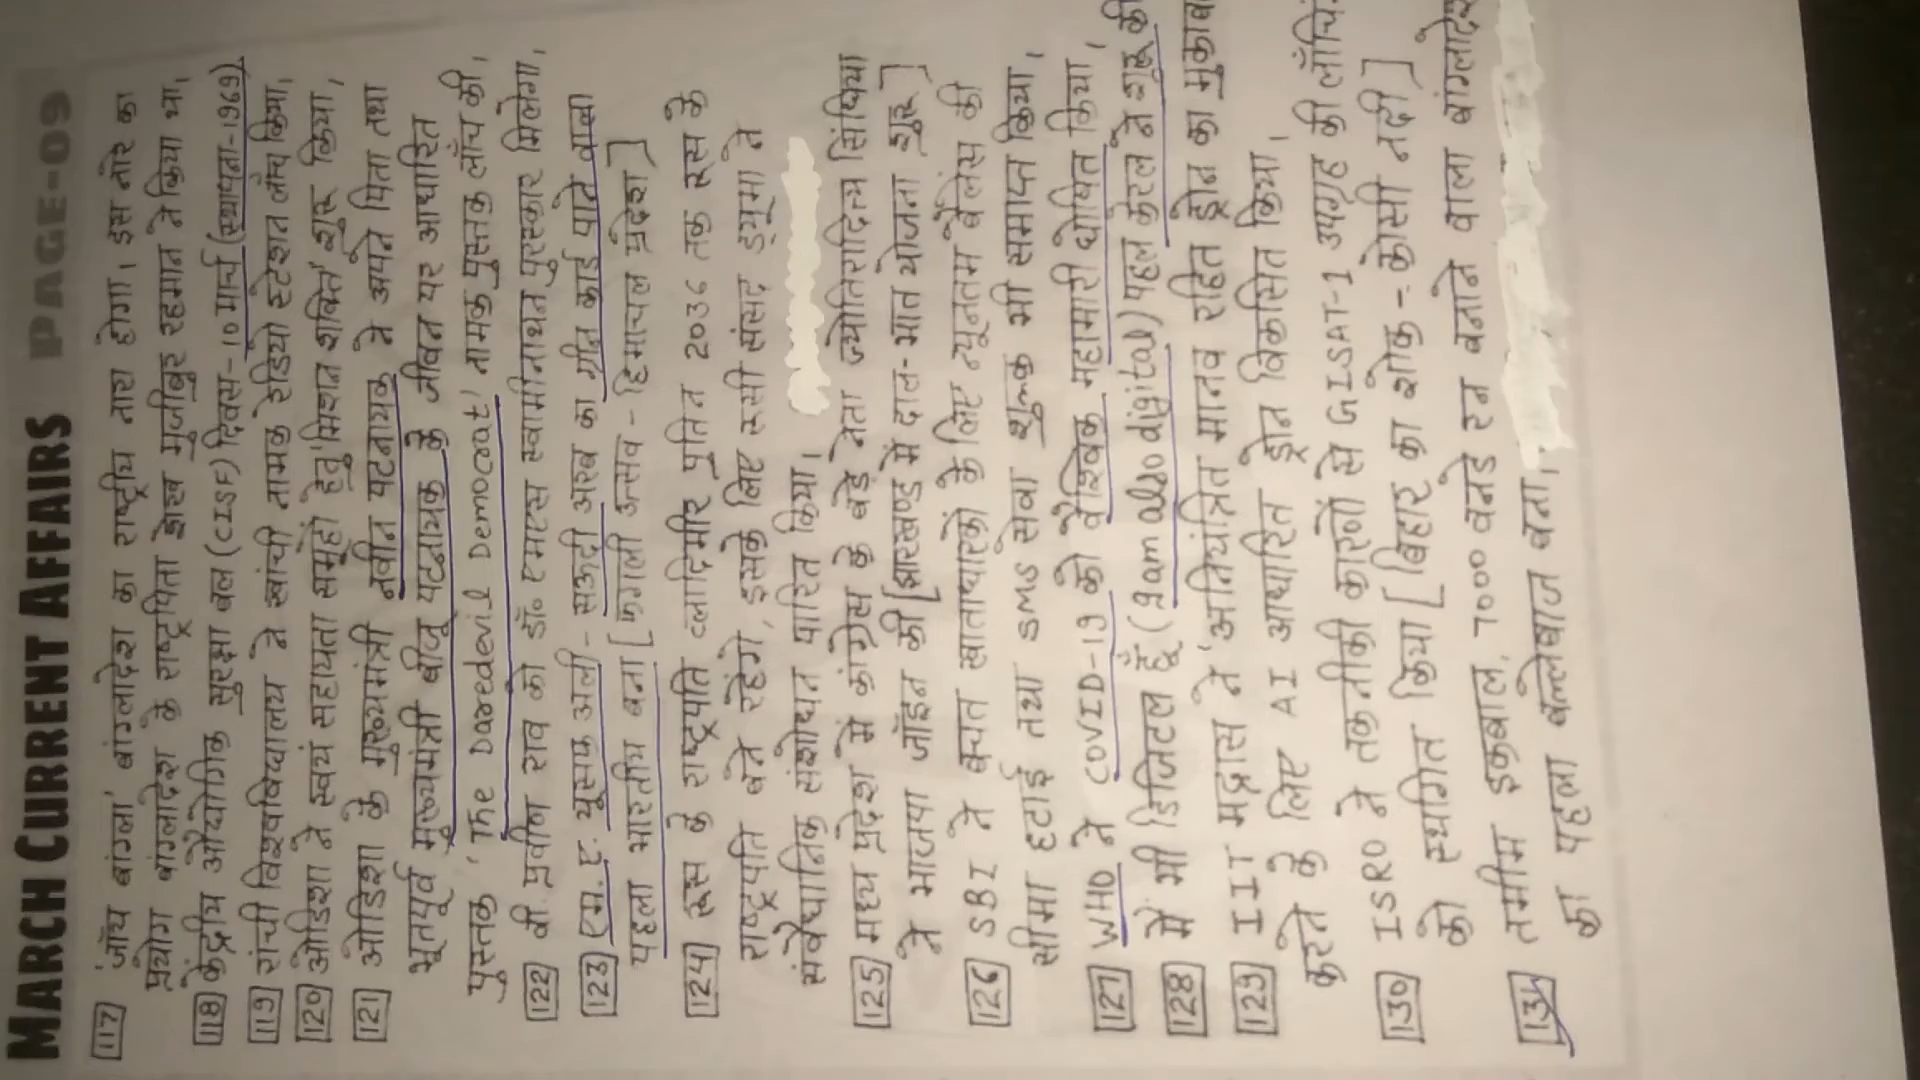 MARCH CURRENT AFFAIRS PAGE-09
117 'जॉय बांग्ला' बांग्लादेश का राष्ट्रीय नारा होगा। इस नारे का
प्रयोग बांग्लादेश के राष्ट्रपिता शेख मुजीबुर रहमान ने किया था।
118 केंद्रीय औद्योगिक सुरक्षा बल (CISF) दिवस - 10 मार्च (स्थापना-1969)
119 रांची विश्वविद्यालय ने खांची नामक रेडियो स्टेशन लाँच किया।
120 ओडिशा ने स्वयं सहायता समूहों हेतु 'मिशन शक्ति' शुरू किया।
121 ओडिशा के मुख्यमंत्री नवीन पटनायक ने अपने पिता तथा
भूतपूर्व मुख्यमंत्री बीजू पटनायक के जीवन पर आधारित
पुस्तक 'The Daredevil Democrat' नामक पुस्तक लाँच की।
122 वी. प्रवीण राव को डॉ॰ एमएस स्वामीनाथन पुरस्कार मिलेगा।
123 एम. ए. यूसुफ अली - सऊदी अरब का ग्रीन कार्ड पाने वाला
पहला भारतीय बना [फगली उत्सव - हिमाचल प्रदेश]
124 रूस के राष्ट्रपति व्लादिमीर पुतिन 2036 तक रूस के
राष्ट्रपति बने रहेंगे, इसके लिए रूसी संसद ड्यूमा ने
संवैधानिक संशोधन पारित किया।
125 मध्य प्रदेश में कांग्रेस के बड़े नेता ज्योतिरादित्य सिंधिया
ने भाजपा जॉइन की [झारखण्ड में दाल-भात योजना शुरू]
126 SBI ने बचत खाताधारकों के लिए न्यूनतम बैलेंस की
सीमा हटाई तथा SMS सेवा शुल्क भी समाप्त किया।
127 WHO ने COVID-19 को वैश्विक महामारी घोषित किया।
128 में भी डिजिटल हूँ (I am also digital) पहल केरल ने शुरू की
129 IIT मद्रास ने 'अनियंत्रित मानव रहित ड्रोन का मुकाब
करने के लिए AI आधारित ड्रोन विकसित किया।
130 ISRO ने तकनीकी कारणों से GISAT-1 उपग्रह की लाँचिं
को स्थगित किया [बिहार का शोक - कोसी नदी]
131 तमीम इकबाल, 7000 वनडे रन बनाने वाला बांग्लादेश
का पहला बल्लेबाज बना।